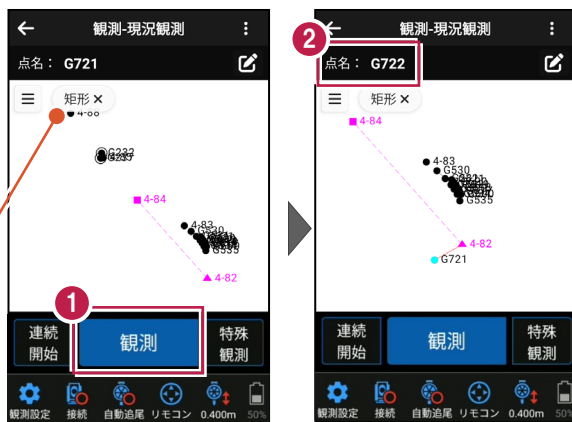 観測-現況観測
点名： G721
矩形 ×
4-88
G232
4-84
4-83
G530
G535
4-82
1
連続
開始
観測
特殊
観測
観測設定 接続 自動追尾 リモコン 0.400m 50%
2
観測-現況観測
点名： G722
矩形 ×
4-84
4-83
G530
G535
4-82
G721
連続
開始
観測
特殊
観測
観測設定 接続 自動追尾 リモコン 0.400m 50%